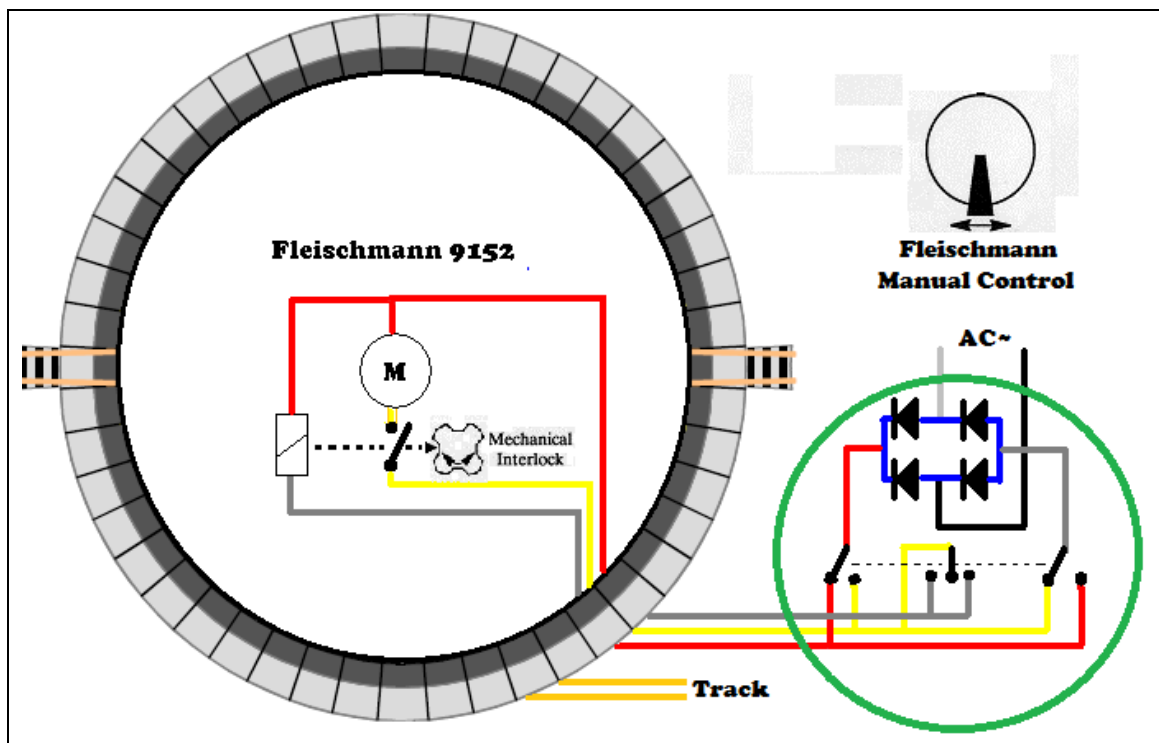 Fleischmann 9152
M
Mechanical
Interlock
Fleischmann
Manual Control
AC~
Track